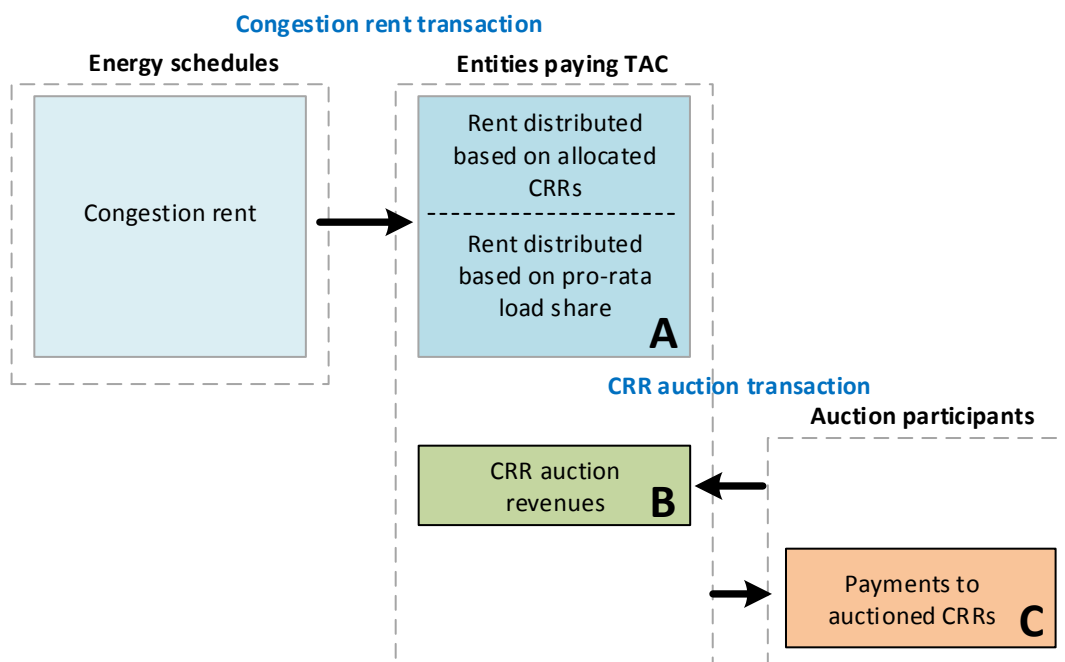 Congestion rent transaction
Energy schedules
Entities paying TAC
Congestion rent
Rent distributed
based on allocated
CRRs
Rent distributed
based on pro-rata
load share
A
CRR auction transaction
Auction participants
CRR auction
revenues
B
Payments to
auctioned CRRs
C